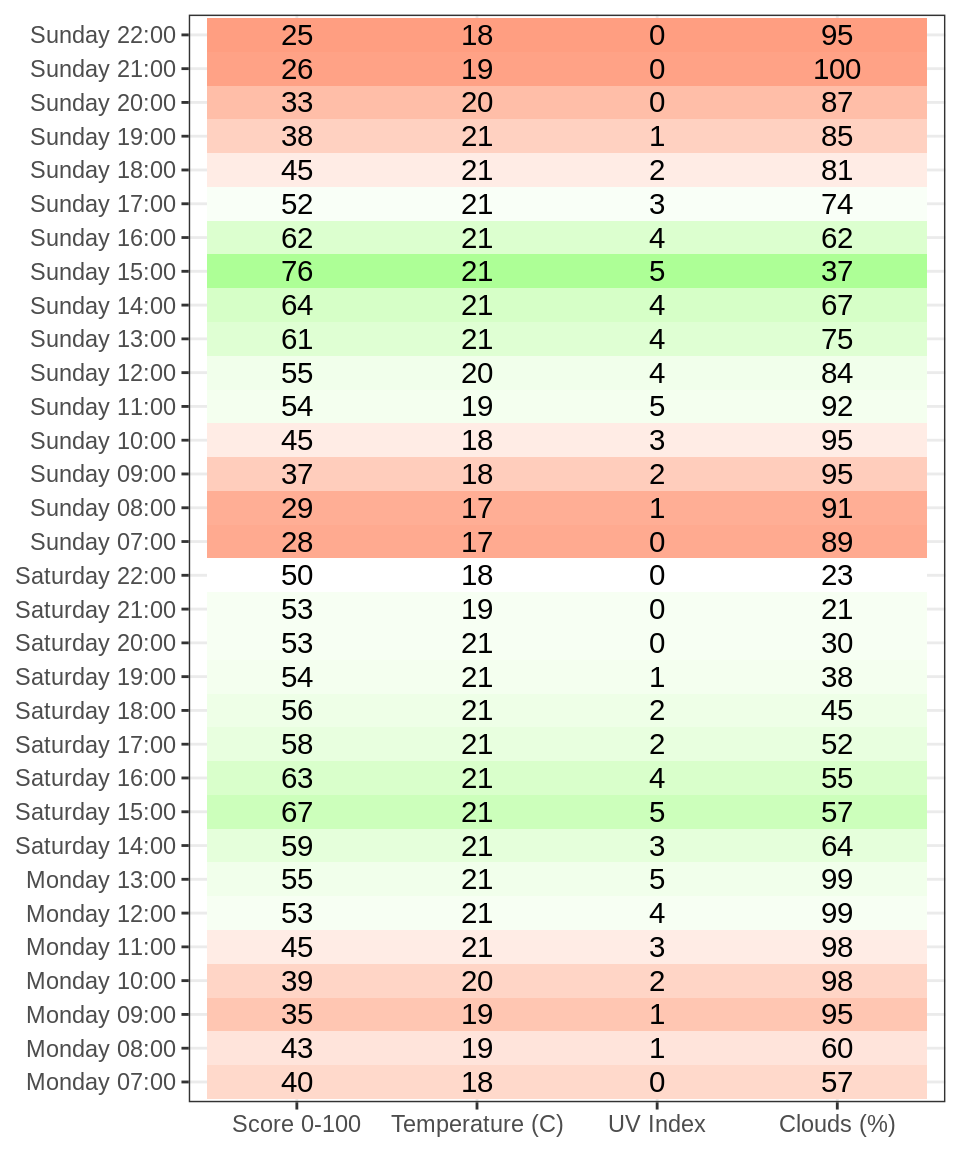 Sunday 22:00 25 18 0 95
Sunday 21:00 26 19 0 100
Sunday 20:00 33 20 0 87
Sunday 19:00 38 21 1 85
Sunday 18:00 45 21 2 81
Sunday 17:00 52 21 3 74
Sunday 16:00 62 21 4 62
Sunday 15:00 76 21 5 37
Sunday 14:00 64 21 4 67
Sunday 13:00 61 21 4 75
Sunday 12:00 55 20 4 84
Sunday 11:00 54 19 5 92
Sunday 10:00 45 18 3 95
Sunday 09:00 37 18 2 95
Sunday 08:00 29 17 1 91
Sunday 07:00 28 17 0 89
Saturday 22:00 50 18 0 23
Saturday 21:00 53 19 0 21
Saturday 20:00 53 21 0 30
Saturday 19:00 54 21 1 38
Saturday 18:00 56 21 2 45
Saturday 17:00 58 21 2 52
Saturday 16:00 63 21 4 55
Saturday 15:00 67 21 5 57
Saturday 14:00 59 21 3 64
Monday 13:00 55 21 5 99
Monday 12:00 53 21 4 99
Monday 11:00 45 21 3 98
Monday 10:00 39 20 2 98
Monday 09:00 35 19 1 95
Monday 08:00 43 19 1 60
Monday 07:00 40 18 0 57
Score 0-100 Temperature (C) UV Index Clouds (%)